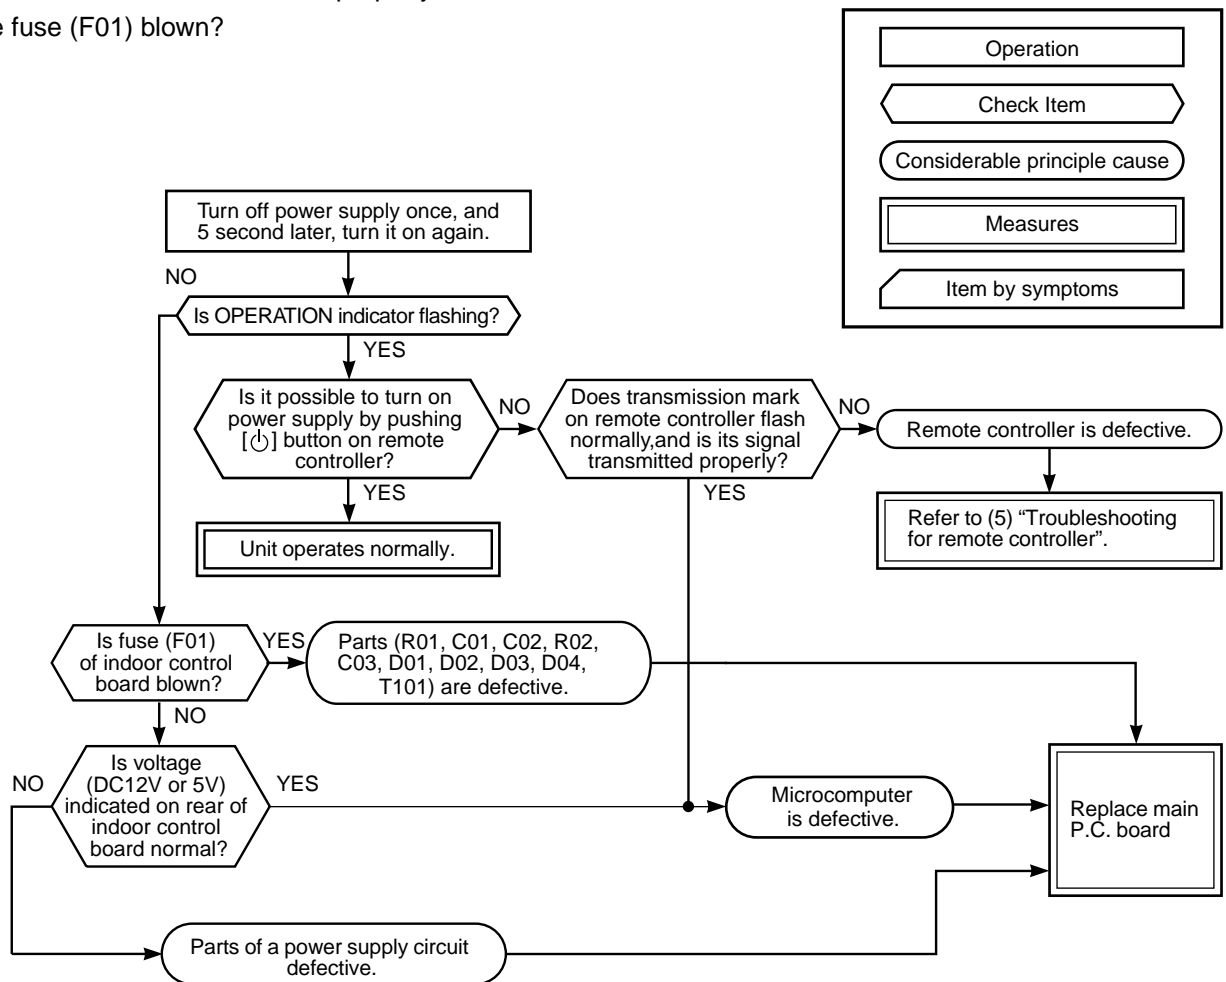 fuse (F01) blown?
Operation
Check Item
Considerable principle cause
Measures
Item by symptoms
Turn off power supply once, and
5 second later, turn it on again.
NO
Is OPERATION indicator flashing?
YES
Is it possible to turn on
power supply by pushing
[⏻] button on remote
controller?
NO
Does transmission mark
on remote controller flash
normally,and is its signal
transmitted properly?
NO
Remote controller is defective.
YES
YES
Unit operates normally.
Refer to (5) “Troubleshooting
for remote controller”.
Is fuse (F01)
of indoor control
board blown?
YES
Parts (R01, C01, C02, R02,
C03, D01, D02, D03, D04,
T101) are defective.
NO
NO
Is voltage
(DC12V or 5V)
indicated on rear of
indoor control
board normal?
YES
Microcomputer
is defective.
Replace main
P.C. board
Parts of a power supply circuit
defective.